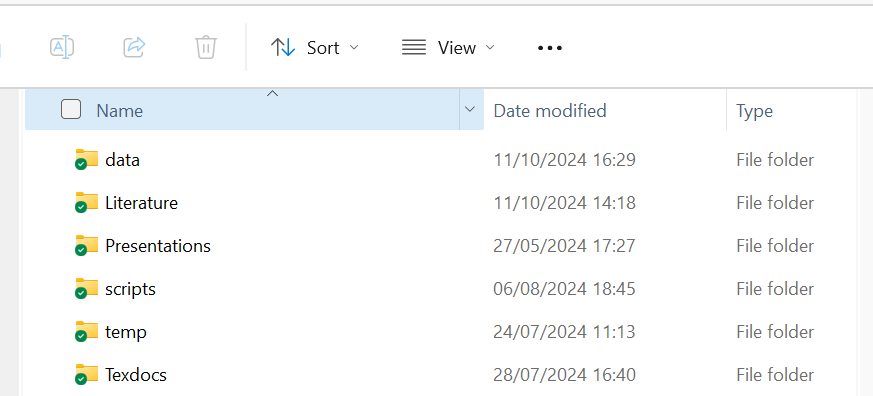 Sort View
Name Date modified Type
data 11/10/2024 16:29 File folder
Literature 11/10/2024 14:18 File folder
Presentations 27/05/2024 17:27 File folder
scripts 06/08/2024 18:45 File folder
temp 24/07/2024 11:13 File folder
Texdocs 28/07/2024 16:40 File folder